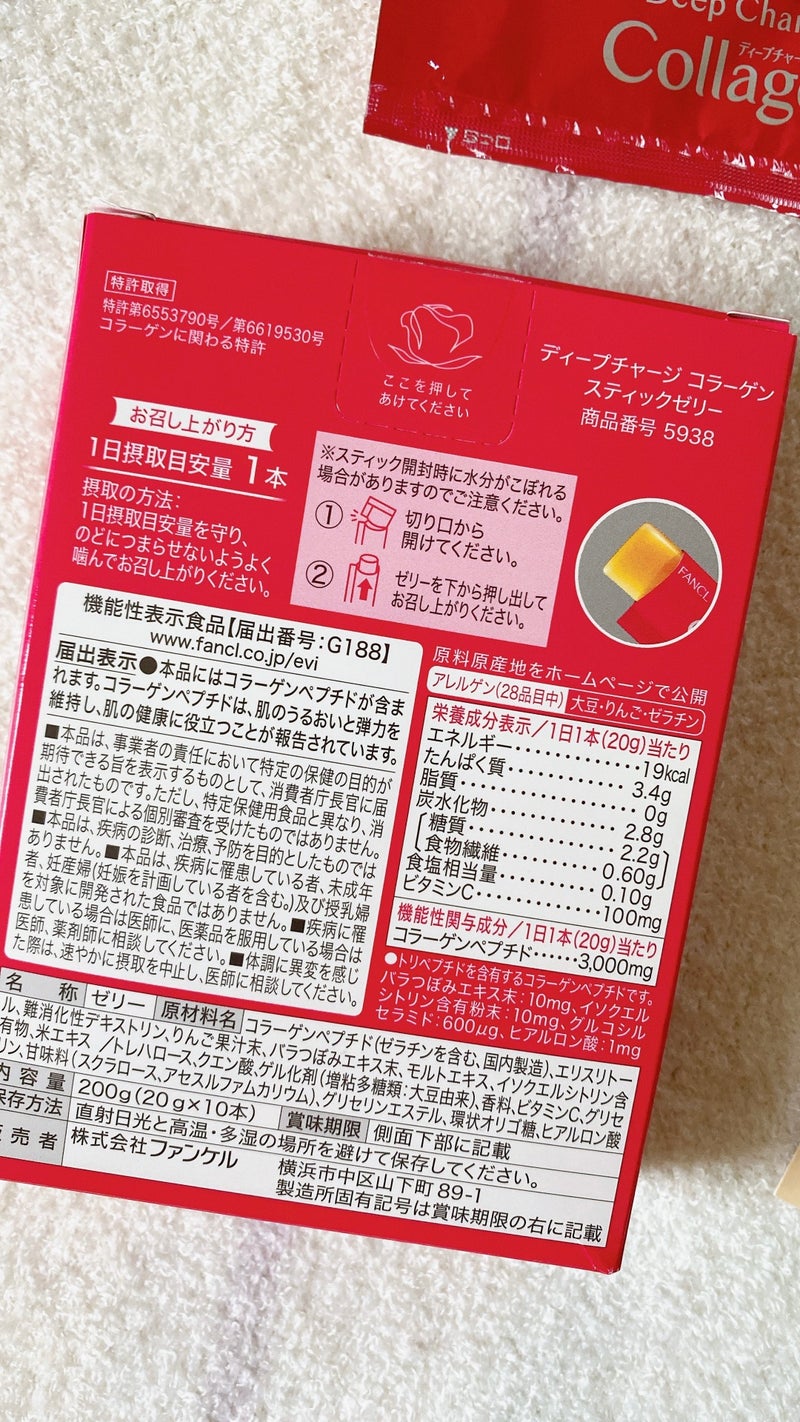 Deep Char
ディープチャー
Collag
特許取得
特許第6553790号／第6619530号
コラーゲンに関わる特許
ここを押して
あけてください
ディープチャージ コラーゲン
スティックゼリー
商品番号 5938
お召し上がり方
1日摂取目安量 1本
摂取の方法:
1日摂取目安量を守り、
のどにつまらせないようよく
噛んでお召し上がりください。
※スティック開封時に水分がこぼれる
場合がありますのでご注意ください。
① 切り口から
開けてください。
② ゼリーを下から押し出して
お召し上がりください。
FANCL
機能性表示食品【届出番号:G188】
www.fancl.co.jp/evi
届出表示●本品にはコラーゲンペプチドが含ま
れます。コラーゲンペプチドは、肌のうるおいと弾力を
維持し、肌の健康に役立つことが報告されています。
■本品は、事業者の責任において特定の保健の目的が
期待できる旨を表示するものとして、消費者庁長官に届
出されたものです。ただし、特定保健用食品と異なり、消
費者庁長官による個別審査を受けたものではありません。
■本品は、疾病の診断、治療、予防を目的としたものでは
ありません。■本品は、疾病に罹患している者、未成年
者、妊産婦(妊娠を計画している者を含む。)及び授乳婦
を対象に開発された食品ではありません。■疾病に罹
患している場合は医師に、医薬品を服用している場合は
医師、薬剤師に相談してください。■体調に異変を感じ
た際は、速やかに摂取を中止し、医師に相談してください。
原料原産地をホームページで公開
アレルゲン(28品目中) 大豆・りんご・ゼラチン
栄養成分表示／1日1本(20g)当たり
エネルギー・・・・・・・・・・・・・・19kcal
たんぱく質・・・・・・・・・・・・・・3.4g
脂質・・・・・・・・・・・・・・・・・・0g
炭水化物・・・・・・・・・・・・・・・2.8g
糖質・・・・・・・・・・・・・・・・2.2g
食物繊維・・・・・・・・・・・・・0.60g
食塩相当量・・・・・・・・・・・・・0.10g
ビタミンC・・・・・・・・・・・・・・100mg
機能性関与成分／1日1本(20g)当たり
コラーゲンペプチド・・・・・・3,000mg
●トリペプチドを含有するコラーゲンペプチドです。
バラつぼみエキス末:10mg、イソクエル
シトリン含有粉末:10mg、グルコシル
セラミド:600μg、ヒアルロン酸:1mg
名 称 ゼリー 原材料名 コラーゲンペプチド(ゼラチンを含む、国内製造)、エリスリトー
ル、難消化性デキストリン、りんご果汁末、バラつぼみエキス末、モルトエキス、イソクエルシトリン含
有物、米エキス／トレハロース、クエン酸、ゲル化剤(増粘多糖類:大豆由来)、香料、ビタミンC、グリセ
リン、甘味料(スクラロース、アセスルファムカリウム)、グリセリンエステル、環状オリゴ糖、ヒアルロン酸
内容量 200g(20g×10本) 賞味期限 側面下部に記載
保存方法 直射日光と高温・多湿の場所を避けて保存してください。
売者 株式会社ファンケル 横浜市中区山下町89-1
製造所固有記号は賞味期限の右に記載